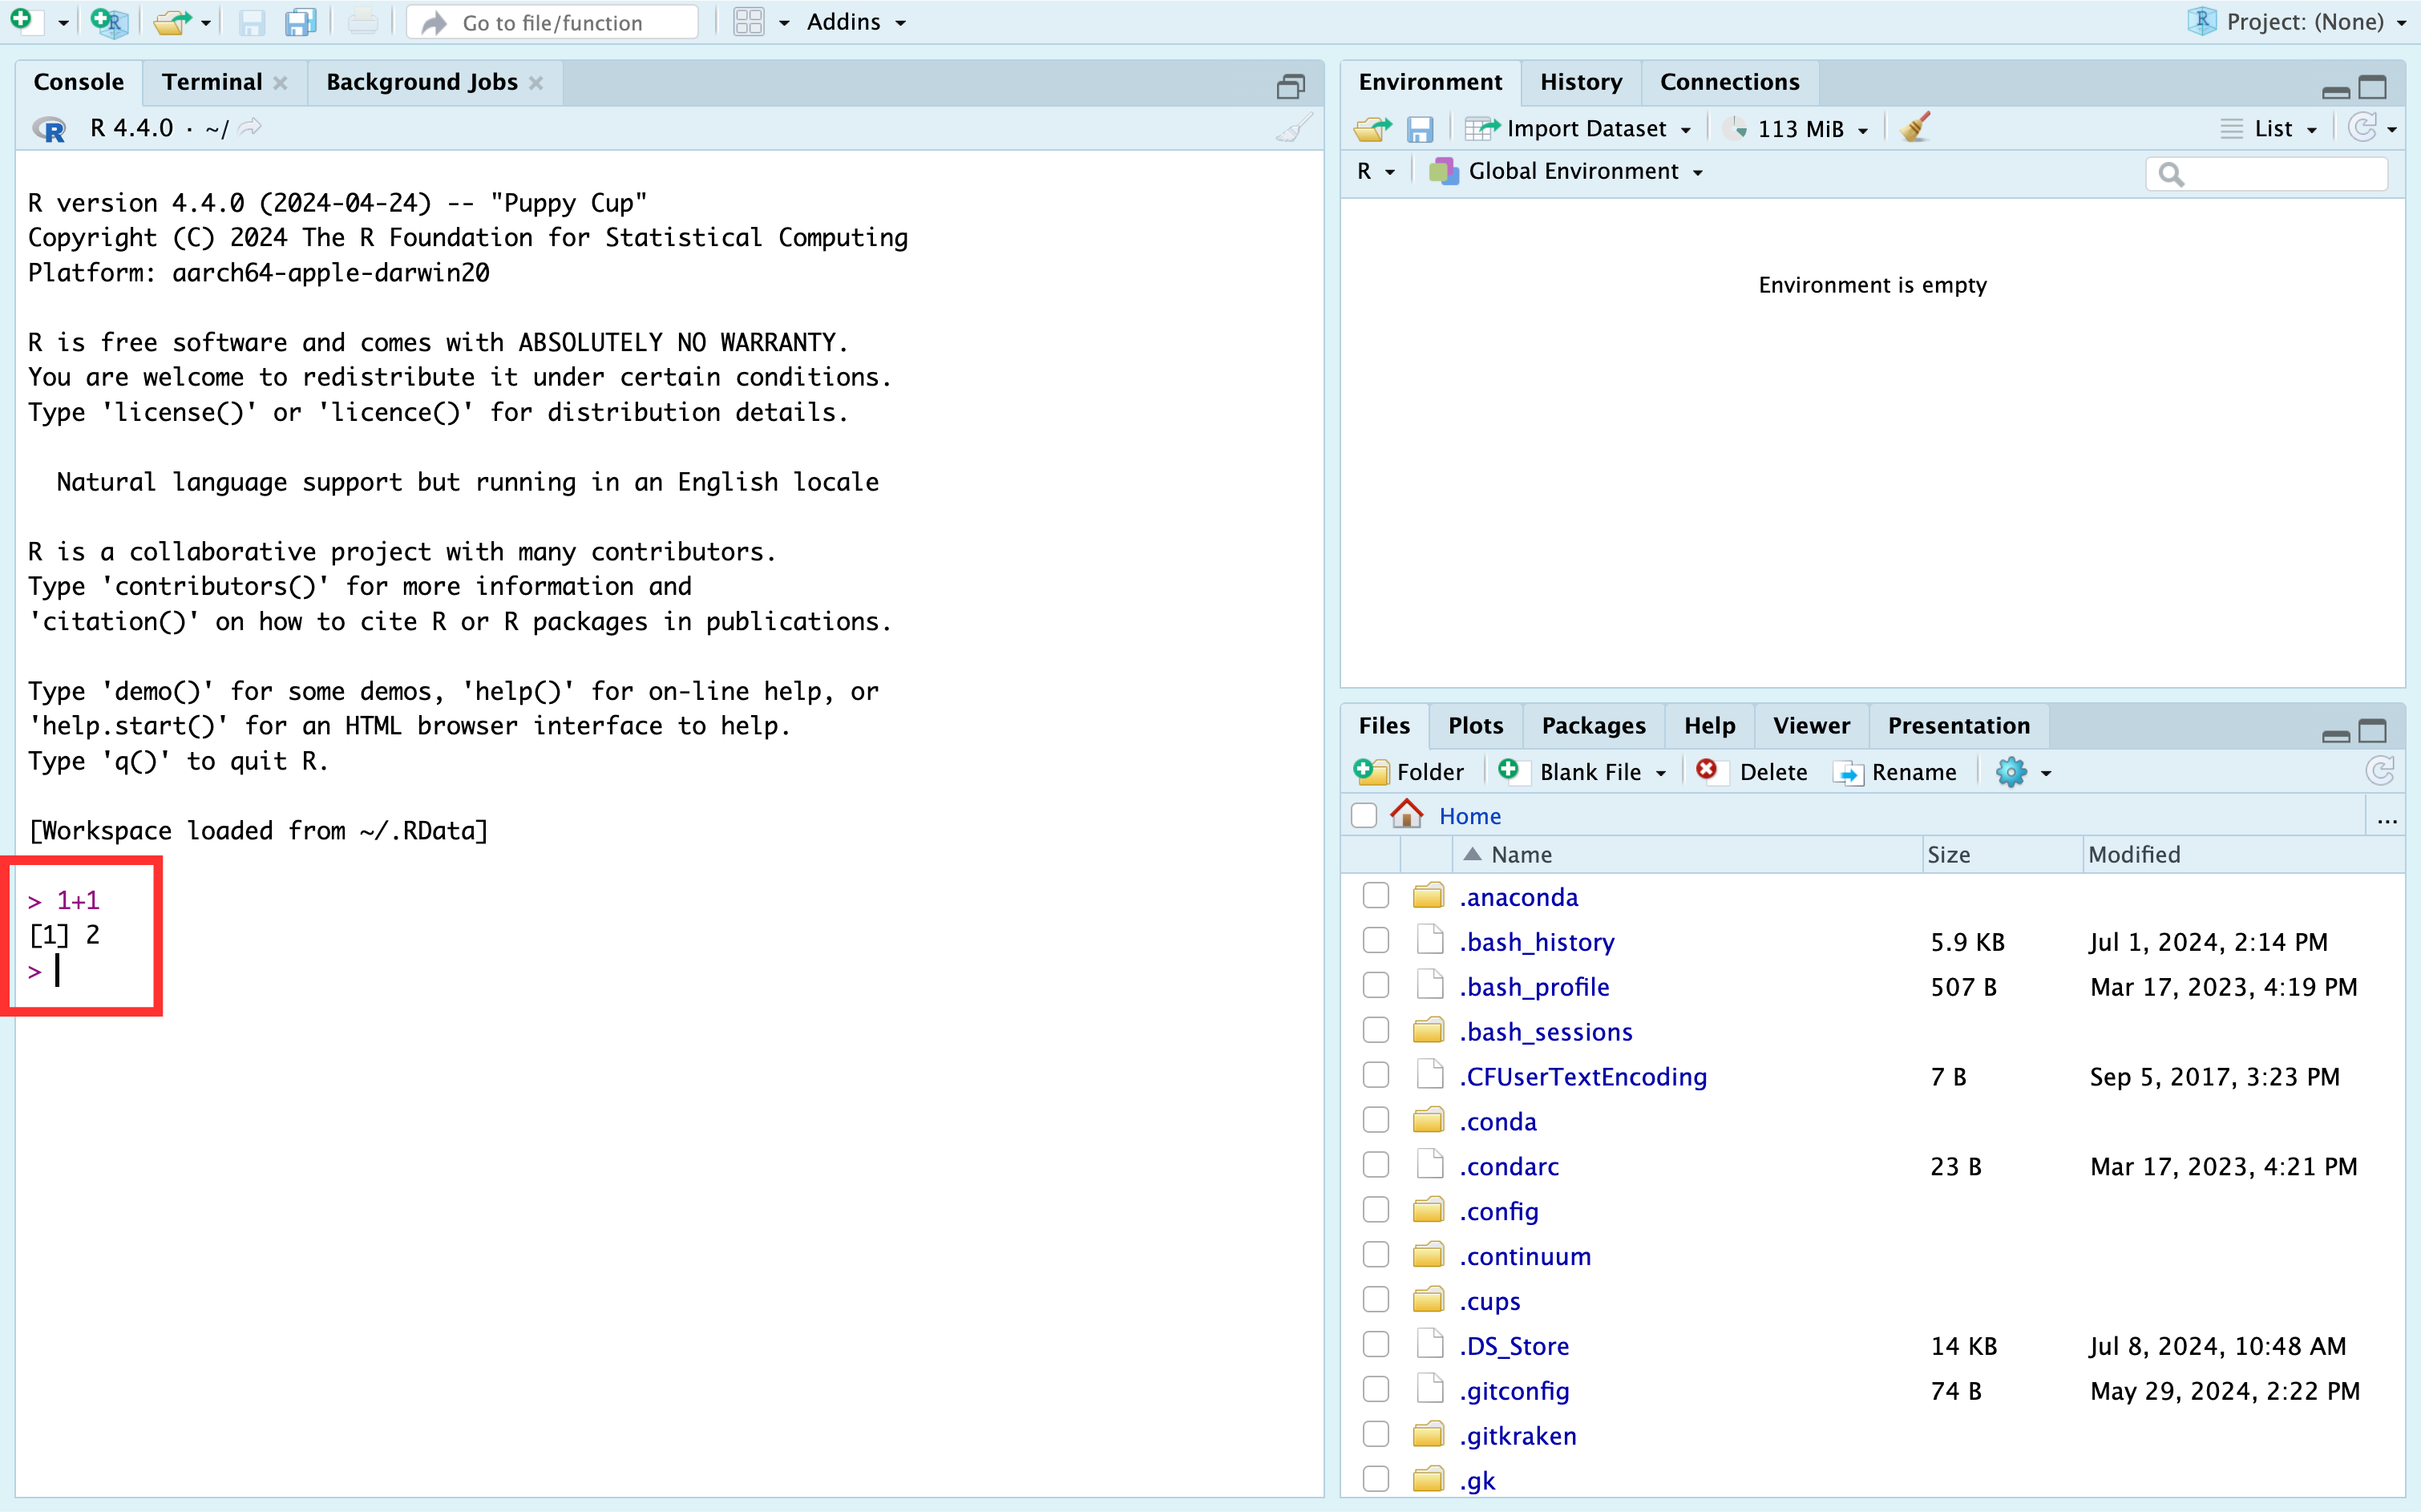 Go to file/function
Addins
Project: (None)
Console Terminal Background Jobs
R 4.4.0 · ~/
R version 4.4.0 (2024-04-24) -- "Puppy Cup"
Copyright (C) 2024 The R Foundation for Statistical Computing
Platform: aarch64-apple-darwin20
R is free software and comes with ABSOLUTELY NO WARRANTY.
You are welcome to redistribute it under certain conditions.
Type 'license()' or 'licence()' for distribution details.
Natural language support but running in an English locale
R is a collaborative project with many contributors.
Type 'contributors()' for more information and
'citation()' on how to cite R or R packages in publications.
Type 'demo()' for some demos, 'help()' for on-line help, or
'help.start()' for an HTML browser interface to help.
Type 'q()' to quit R.
[Workspace loaded from ~/.RData]
> 1+1
[1] 2
>
Environment History Connections
Import Dataset 113 MiB List
R Global Environment
Environment is empty
Files Plots Packages Help Viewer Presentation
Folder Blank File Delete Rename
Home ...
Name Size Modified
.anaconda
.bash_history 5.9 KB Jul 1, 2024, 2:14 PM
.bash_profile 507 B Mar 17, 2023, 4:19 PM
.bash_sessions
.CFUserTextEncoding 7 B Sep 5, 2017, 3:23 PM
.conda
.condarc 23 B Mar 17, 2023, 4:21 PM
.config
.continuum
.cups
.DS_Store 14 KB Jul 8, 2024, 10:48 AM
.gitconfig 74 B May 29, 2024, 2:22 PM
.gitkraken
.gk